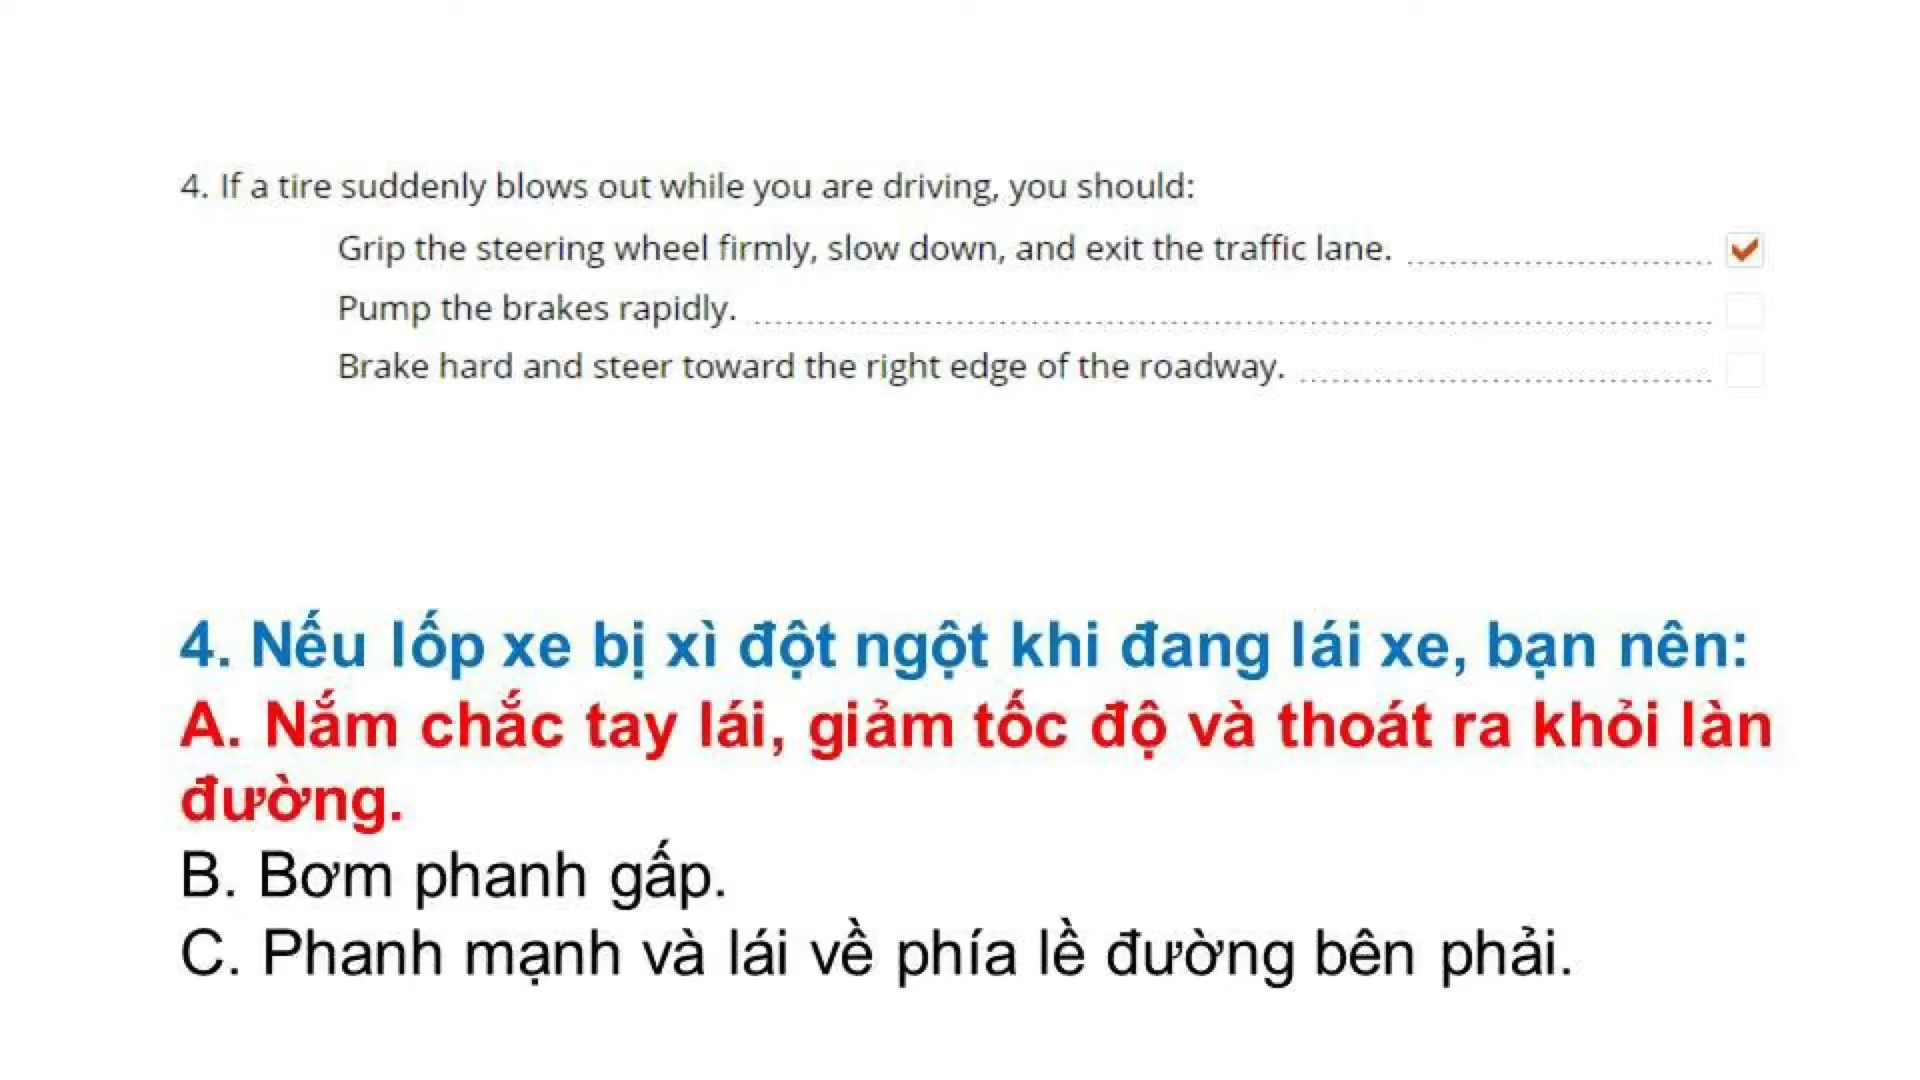 4. If a tire suddenly blows out while you are driving, you should:
Grip the steering wheel firmly, slow down, and exit the traffic lane.
Pump the brakes rapidly.
Brake hard and steer toward the right edge of the roadway.
4. Nếu lốp xe bị xì đột ngột khi đang lái xe, bạn nên:
A. Nắm chắc tay lái, giảm tốc độ và thoát ra khỏi làn
đường.
B. Bơm phanh gấp.
C. Phanh mạnh và lái về phía lề đường bên phải.